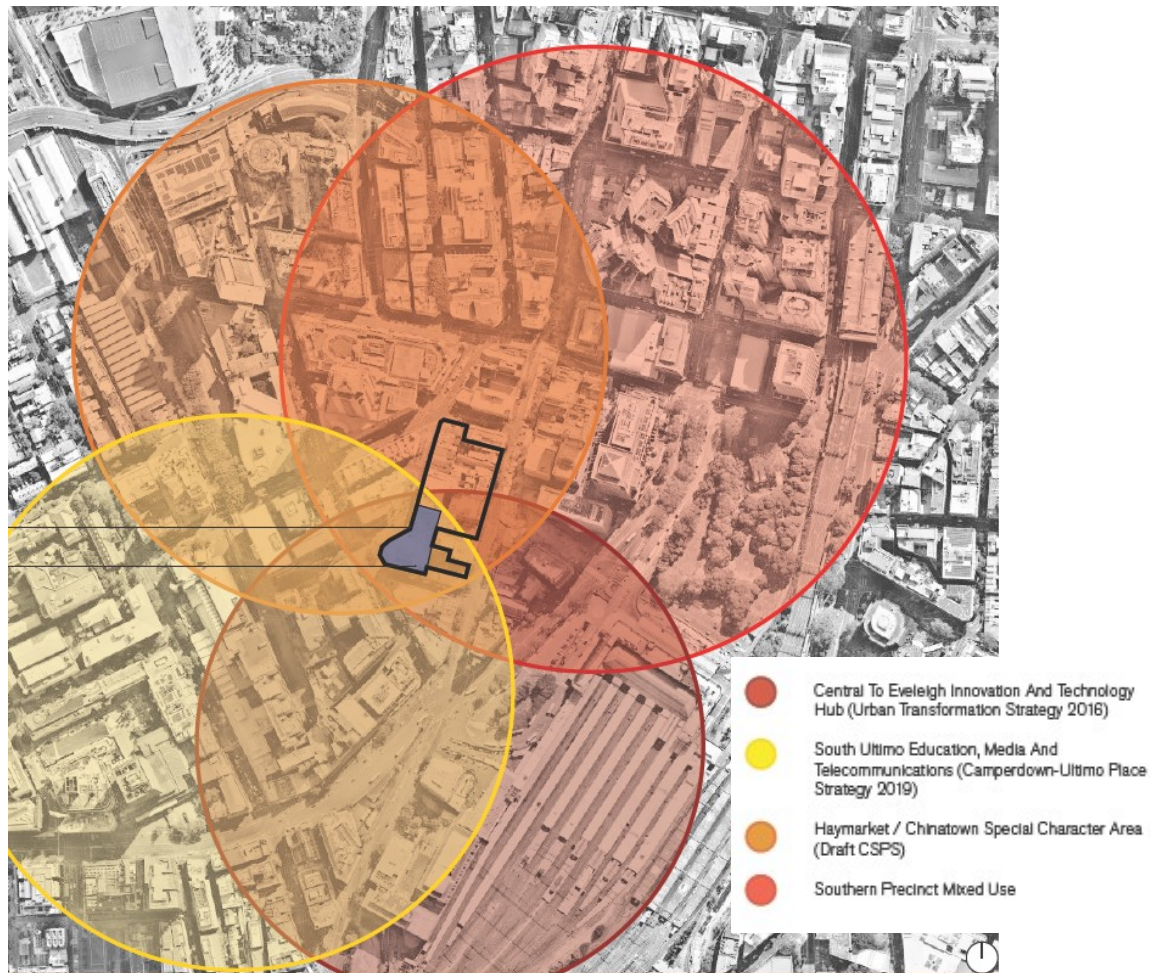 Central To Eveleigh Innovation And Technology
Hub (Urban Transformation Strategy 2016)
South Ultimo Education, Media And
Telecommunications (Camperdown-Ultimo Place
Strategy 2019)
Haymarket / Chinatown Special Character Area
(Draft CSPS)
Southern Precinct Mixed Use